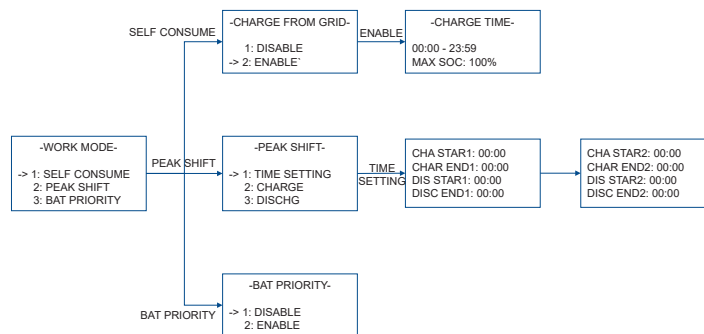 SELF CONSUME
-CHARGE FROM GRID-
1: DISABLE
-> 2: ENABLE`
ENABLE
-CHARGE TIME-
00:00 - 23:59
MAX SOC: 100%
-WORK MODE-
-> 1: SELF CONSUME
2: PEAK SHIFT
3: BAT PRIORITY
PEAK SHIFT
-PEAK SHIFT-
-> 1: TIME SETTING
2: CHARGE
3: DISCHG
TIME
SETTING
CHA STAR1: 00:00
CHAR END1: 00:00
DIS STAR1: 00:00
DISC END1: 00:00
CHA STAR2: 00:00
CHAR END2: 00:00
DIS STAR2: 00:00
DISC END2: 00:00
BAT PRIORITY
-BAT PRIORITY-
-> 1: DISABLE
2: ENABLE